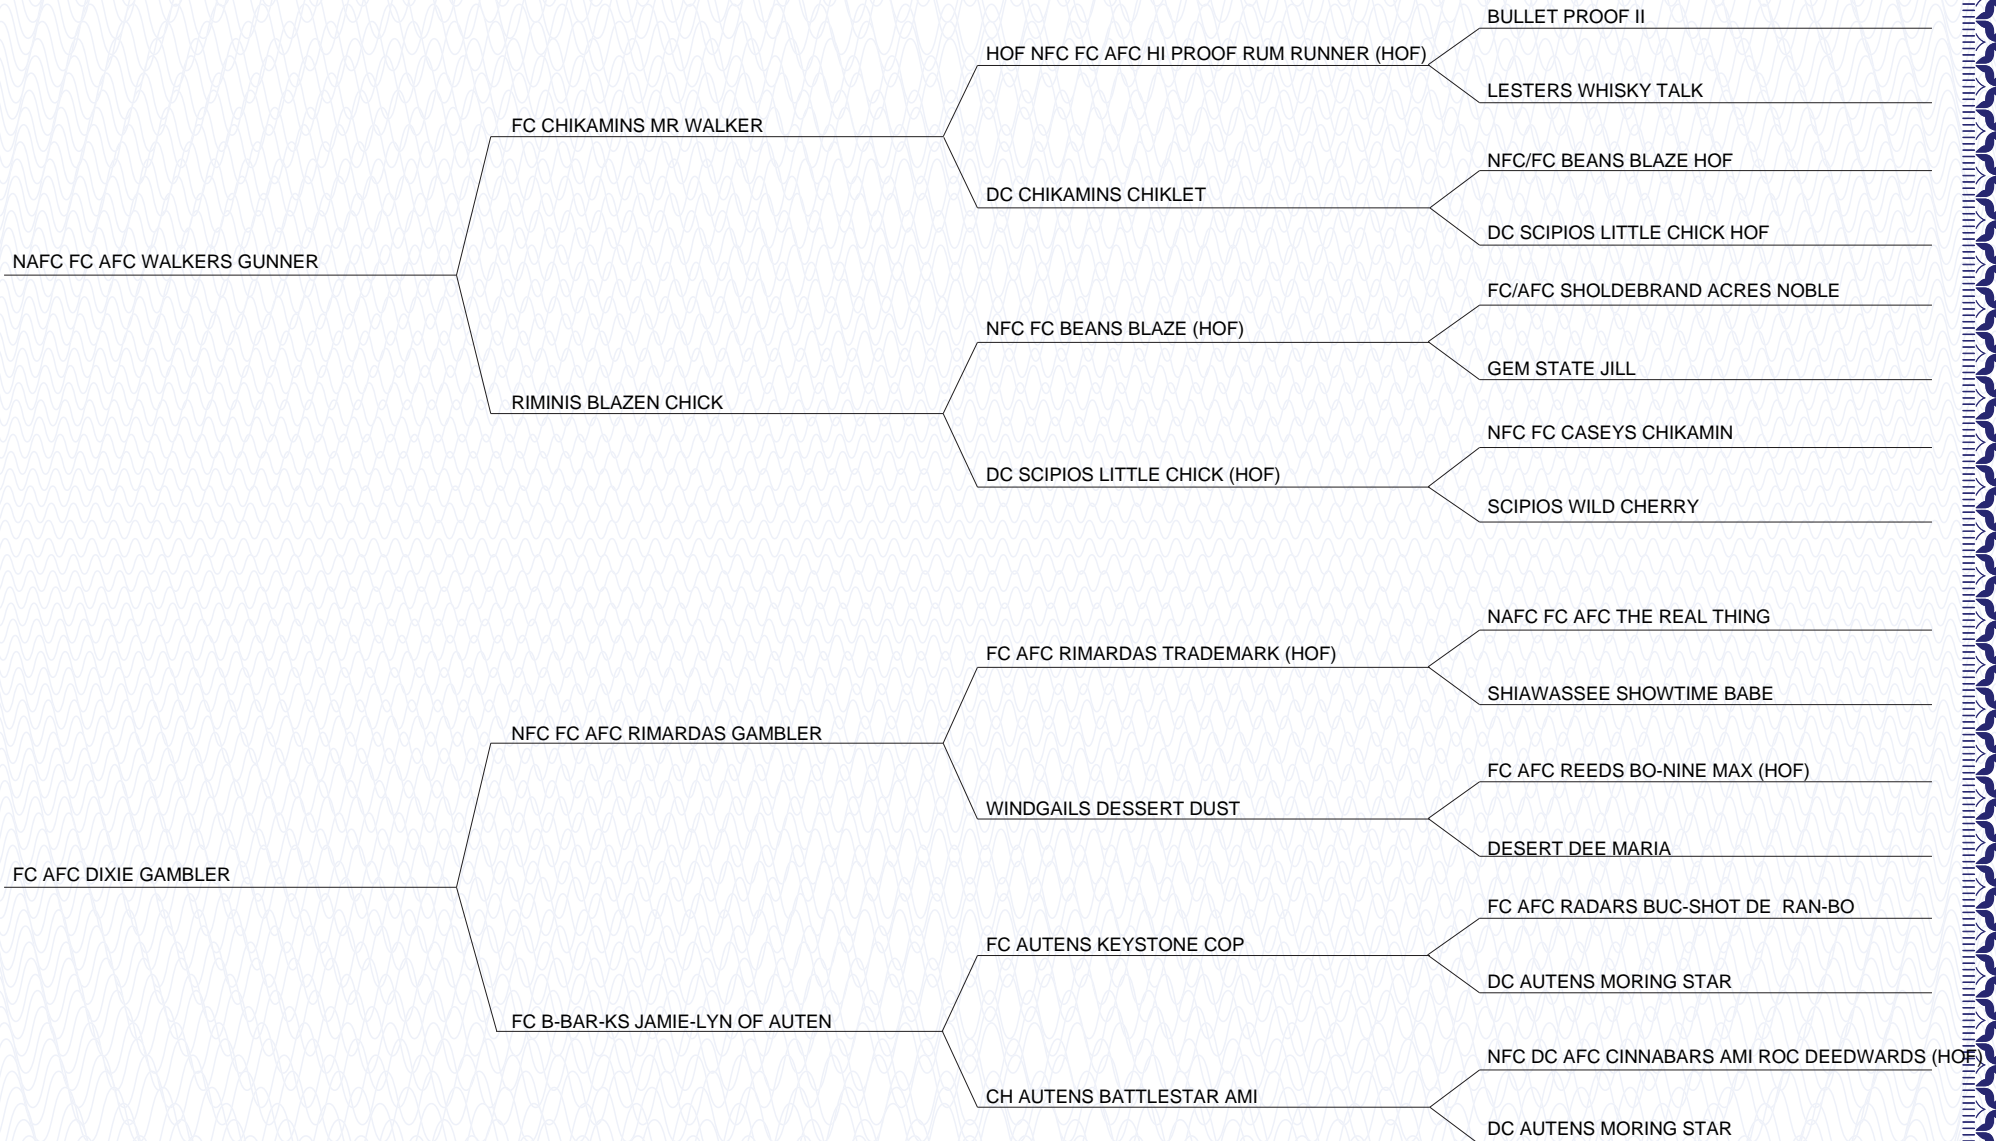 BULLET PROOF II
HOF NFC FC AFC HI PROOF RUM RUNNER (HOF)
LESTERS WHISKY TALK
FC CHIKAMINS MR WALKER
NFC/FC BEANS BLAZE HOF
DC CHIKAMINS CHIKLET
DC SCIPIOS LITTLE CHICK HOF
NAFC FC AFC WALKERS GUNNER
FC/AFC SHOLDEBRAND ACRES NOBLE
NFC FC BEANS BLAZE (HOF)
GEM STATE JILL
RIMINIS BLAZEN CHICK
NFC FC CASEYS CHIKAMIN
DC SCIPIOS LITTLE CHICK (HOF)
SCIPIOS WILD CHERRY
NAFC FC AFC THE REAL THING
FC AFC RIMARDAS TRADEMARK (HOF)
SHIAWASSEE SHOWTIME BABE
NFC FC AFC RIMARDAS GAMBLER
FC AFC REEDS BO-NINE MAX (HOF)
WINDGAILS DESSERT DUST
DESERT DEE MARIA
FC AFC DIXIE GAMBLER
FC AFC RADARS BUC-SHOT DE  RAN-BO
FC AUTENS KEYSTONE COP
DC AUTENS MORING STAR
FC B-BAR-KS JAMIE-LYN OF AUTEN
NFC DC AFC CINNABARS AMI ROC DEEDWARDS (HOF)
CH AUTENS BATTLESTAR AMI
DC AUTENS MORING STAR